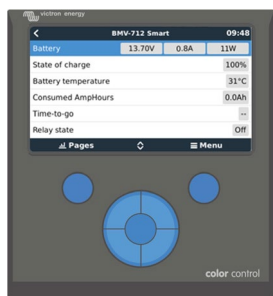 victron energy
BMV-712 Smart 09:48
Battery 13.70V 0.8A 11W
State of charge 100%
Battery temperature 31°C
Consumed AmpHours 0.0Ah
Time-to-go --
Relay state Off
Pages Menu
color control